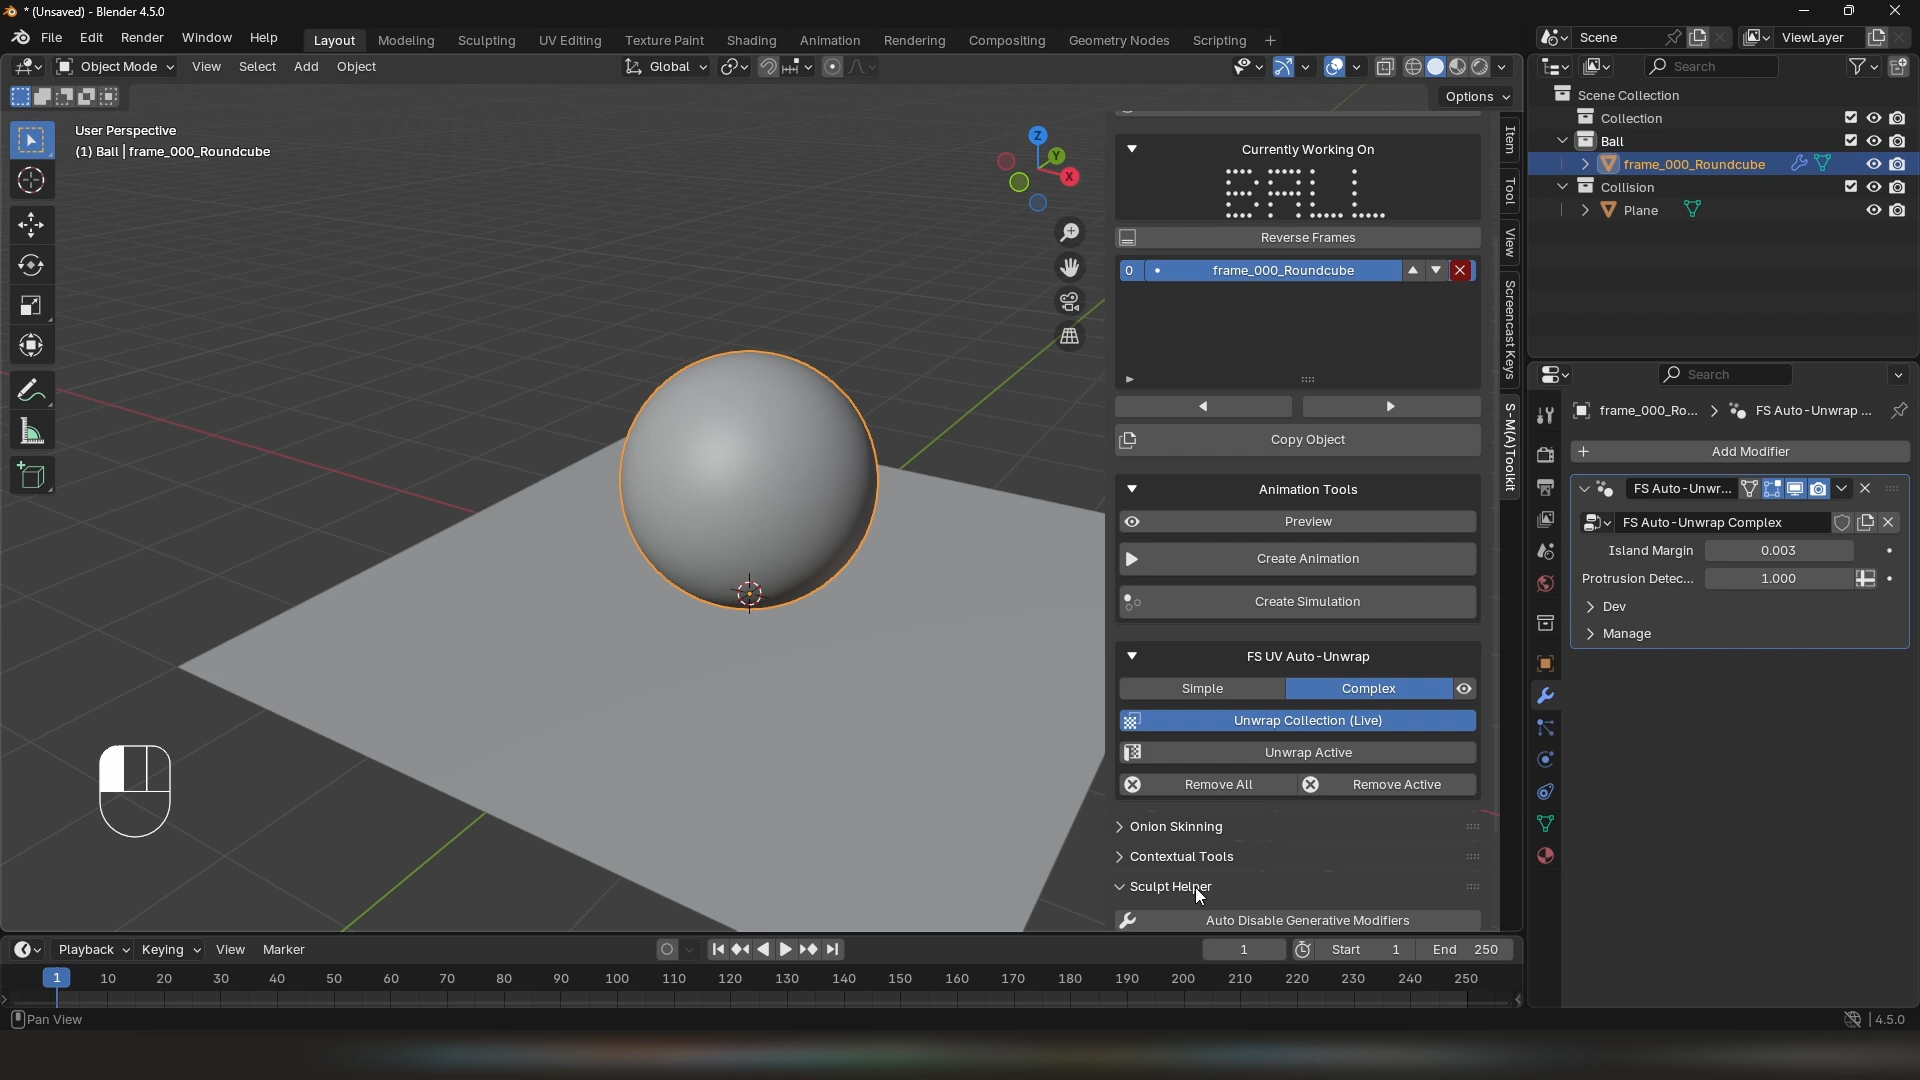 * (Unsaved) - Blender 4.5.0
File Edit Render Window Help
Layout Modeling Sculpting UV Editing Texture Paint Shading Animation Rendering Compositing Geometry Nodes Scripting +
Scene
ViewLayer
Object Mode View Select Add Object
Global
Options
Search
User Perspective
(1) Ball | frame_000_Roundcube
Z
Y
X
Currently Working On
BALL
Reverse Frames
0 frame_000_Roundcube
Copy Object
Animation Tools
Preview
Create Animation
Create Simulation
FS UV Auto-Unwrap
Simple Complex
Unwrap Collection (Live)
Unwrap Active
Remove All Remove Active
Onion Skinning
Contextual Tools
Sculpt Helper
Auto Disable Generative Modifiers
Item
Tool
View
Screencast Keys
S-M(A)Toolkit
Scene Collection
Collection
Ball
frame_000_Roundcube
Collision
Plane
Search
frame_000_Ro... FS Auto-Unwrap ...
Add Modifier
FS Auto-Unwr...
FS Auto-Unwrap Complex
Island Margin 0.003
Protrusion Detec... 1.000
Dev
Manage
Playback Keying View Marker
1 Start 1 End 250
1 10 20 30 40 50 60 70 80 90 100 110 120 130 140 150 160 170 180 190 200 210 220 230 240 250
Pan View
4.5.0